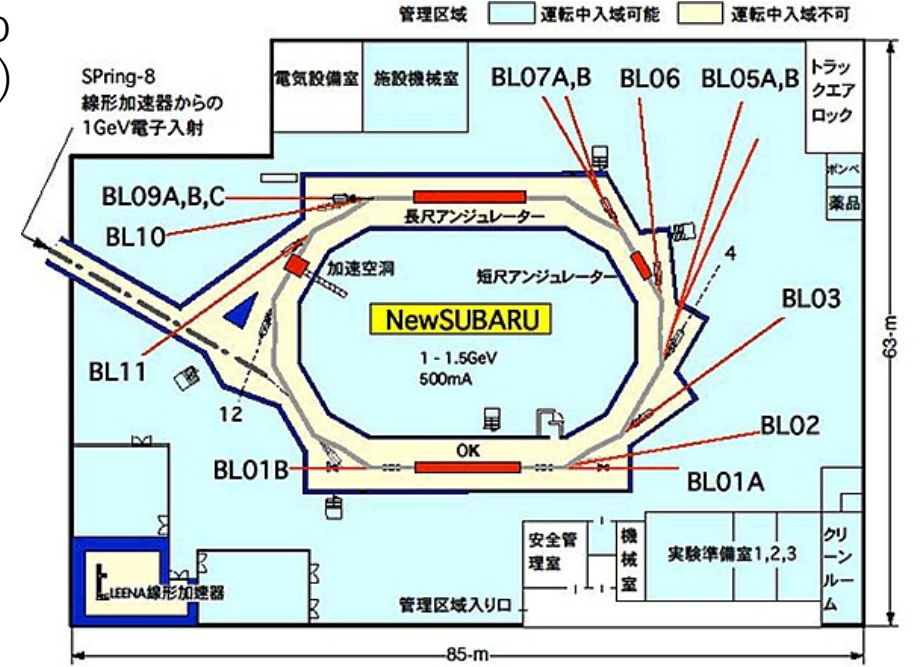 管理区域 運転中入域可能 運転中入域不可
り
)
SPring-8
線形加速器からの
1GeV電子入射
電気設備室
施設機械室
BL07A,B
BL06
BL05A,B
トラッ
クエア
ロック
ボンベ
薬品
BL09A,B,C
BL10
長尺アンジュレーター
加速空洞
短尺アンジュレーター
4
BL03
NewSUBARU
1 - 1.5GeV
500mA
63-m
BL11
12
OK
BL02
BL01B
BL01A
安全管
理室
機
械
室
実験準備室1,2,3
クリ
ーン
ルー
ム
LEENA線形加速器
管理区域入り口
85-m